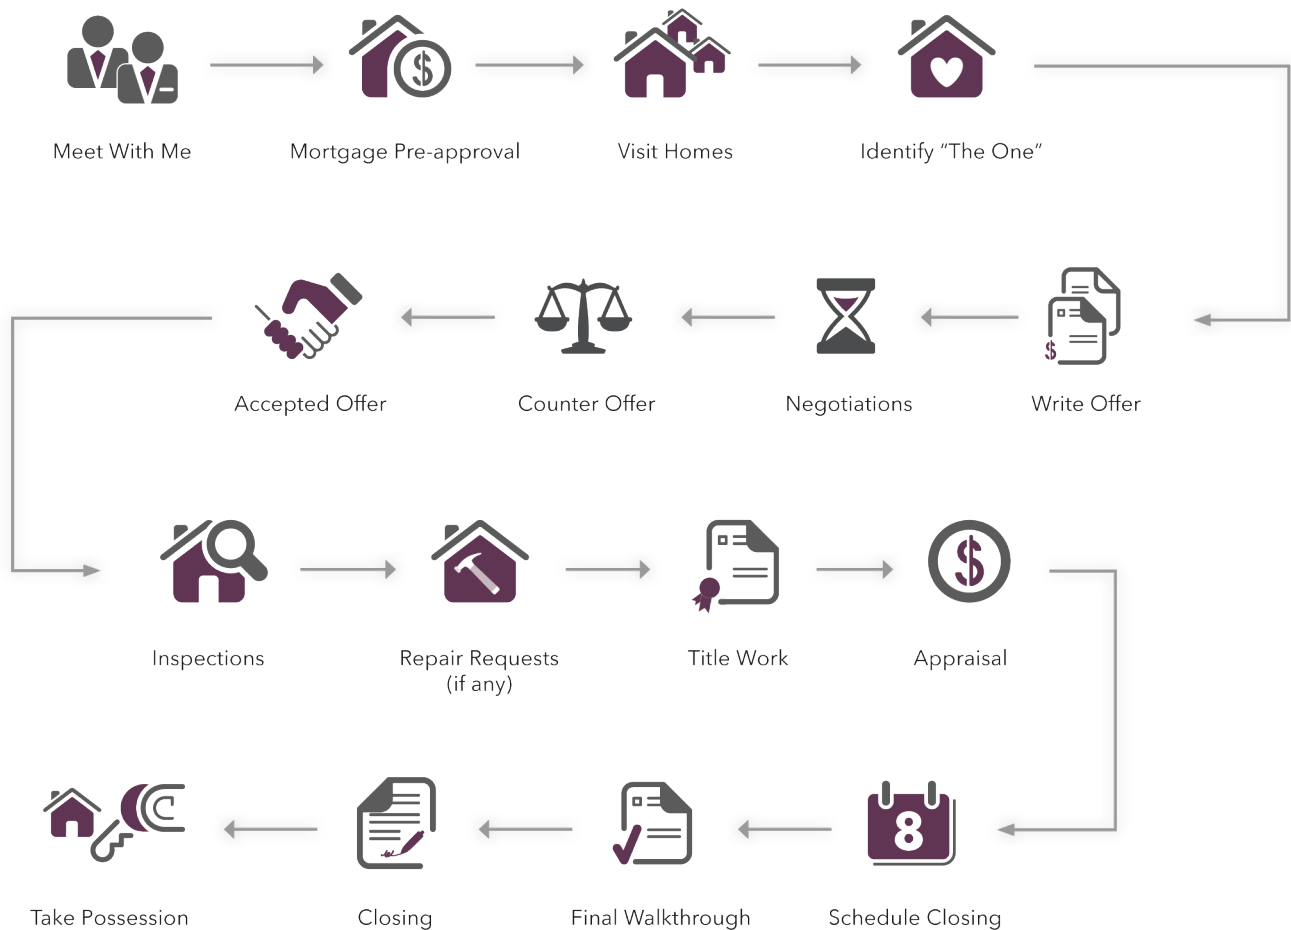 $
Meet With Me
Mortgage Pre-approval
Visit Homes
Identify “The One”
$
Accepted Offer
Counter Offer
Negotiations
Write Offer
$
Inspections
Repair Requests
(if any)
Title Work
Appraisal
8
Take Possession
Closing
Final Walkthrough
Schedule Closing